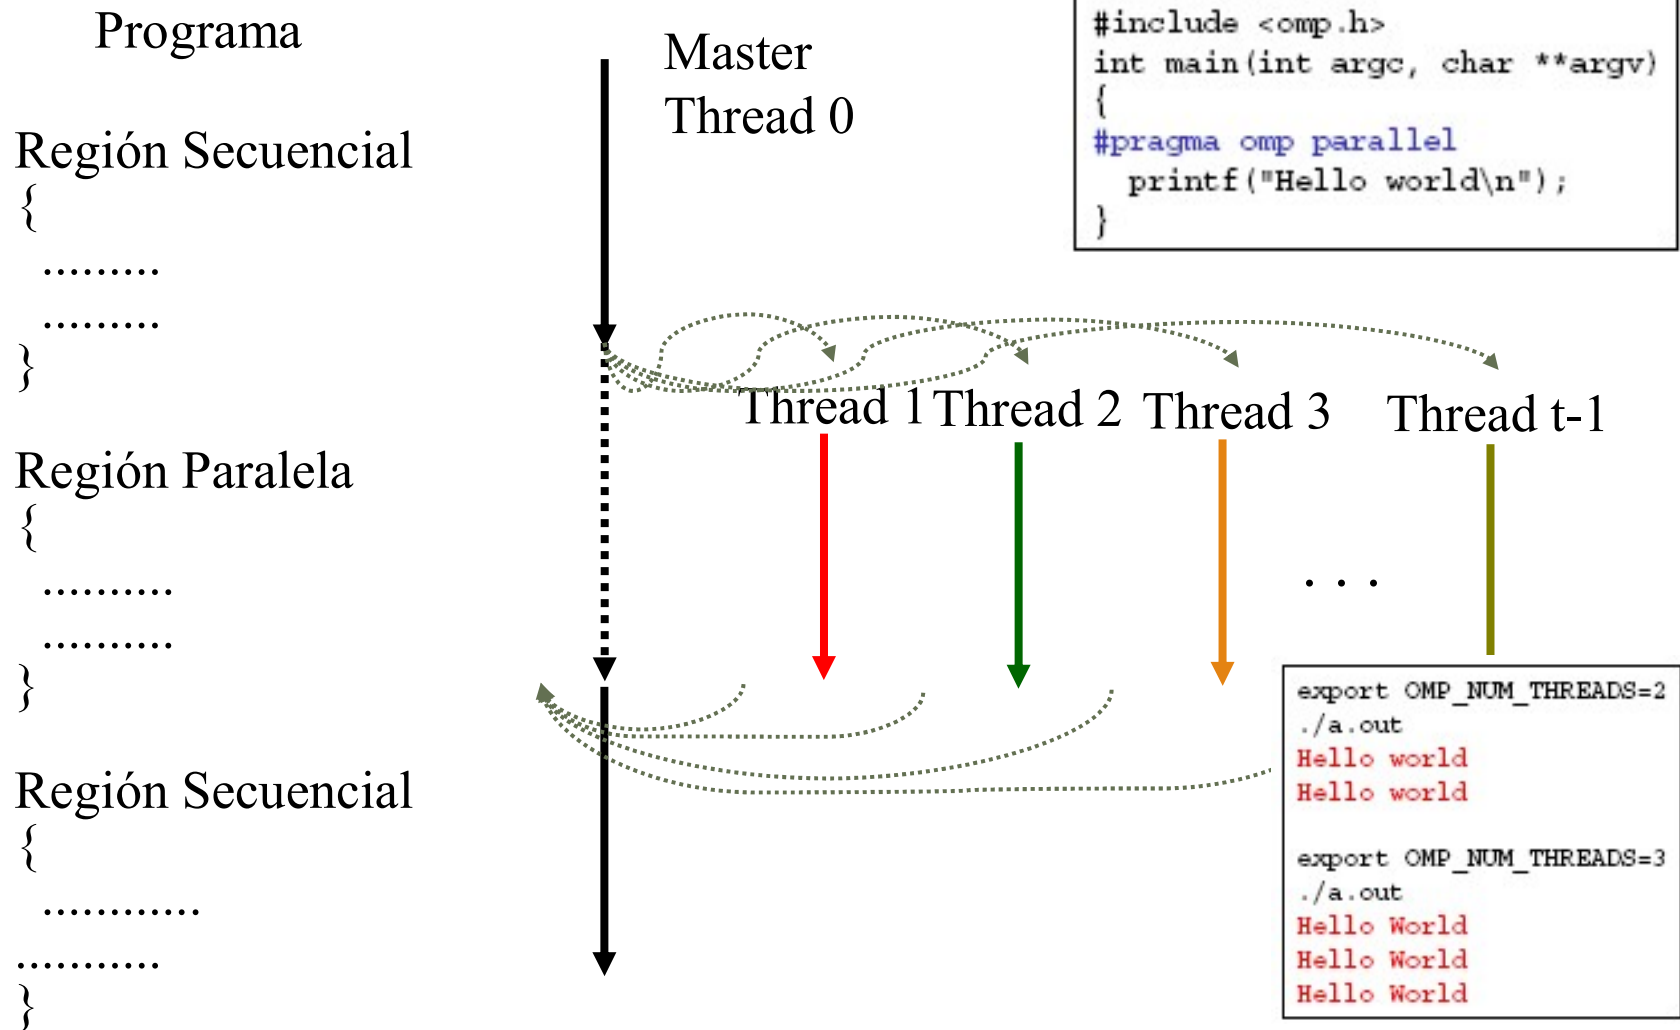 Programa
Región Secuencial
{
.........
.........
}
Región Paralela
{
..........
..........
}
Región Secuencial
{
............
...........
}
Master
Thread 0
Thread 1 Thread 2 Thread 3 Thread t-1
. . .
#include <omp.h>
int main(int argc, char **argv)
{
#pragma omp parallel
printf("Hello world\n");
}
export OMP_NUM_THREADS=2
./a.out
Hello world
Hello world
export OMP_NUM_THREADS=3
./a.out
Hello World
Hello World
Hello World